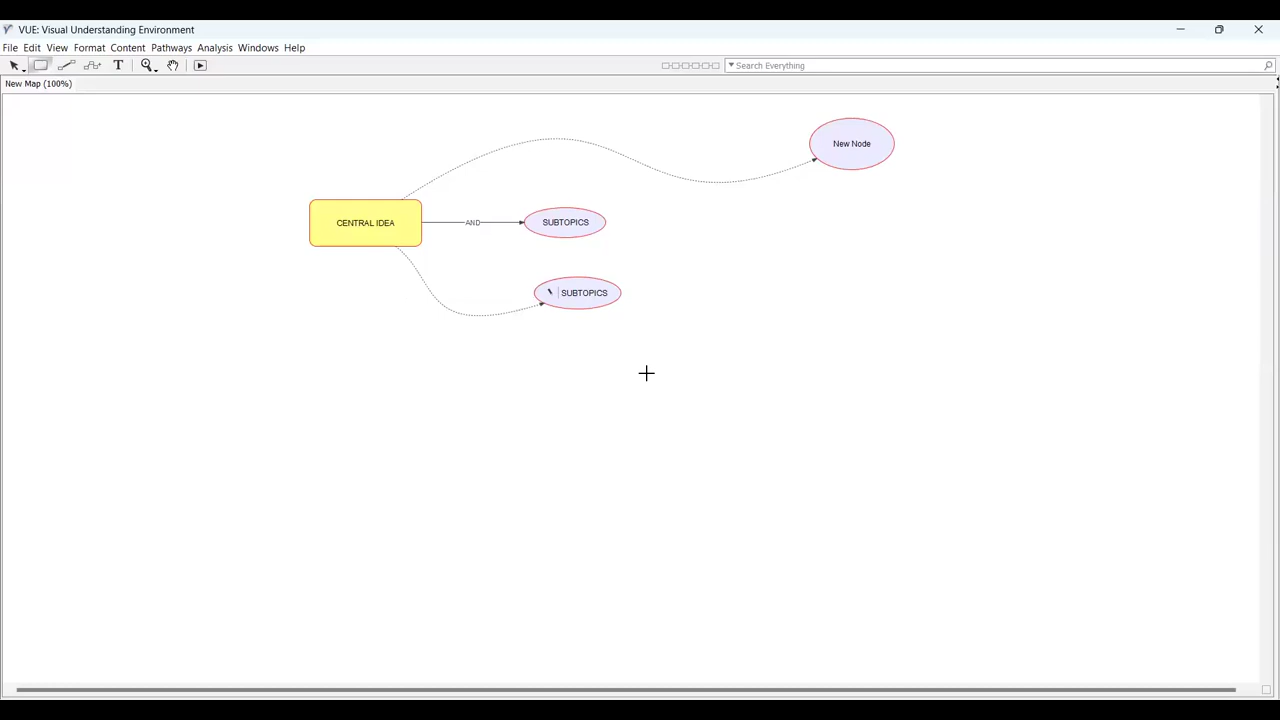 VUE: Visual Understanding Environment
File Edit View Format Content Pathways Analysis Windows Help
T
Search Everything
New Map (100%)
New Node
CENTRAL IDEA
AND
SUBTOPICS
SUBTOPICS